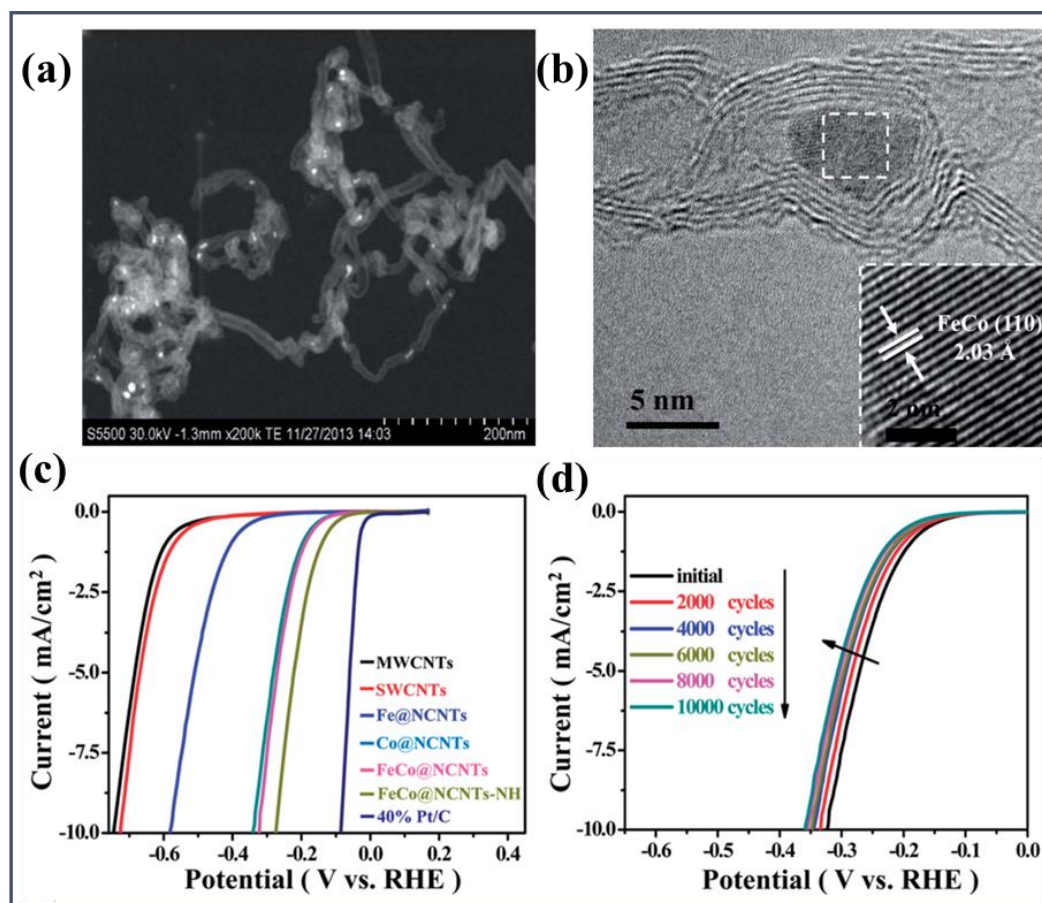 (a)
S5500 30.0kV -1.3mm x200k TE 11/27/2013 14:03 200nm
(b)
5 nm
FeCo (110)
2.03 Å
2 nm
(c)
0.0
-2.5
-5.0
-7.5
-10.0
Current ( mA/cm2 )
MWCNTs
SWCNTs
Fe@NCNTs
Co@NCNTs
FeCo@NCNTs
FeCo@NCNTs-NH
40% Pt/C
-0.6 -0.4 -0.2 0.0 0.2 0.4
Potential ( V vs. RHE )
(d)
0.0
-2.5
-5.0
-7.5
-10.0
Current ( mA/cm2 )
initial
2000 cycles
4000 cycles
6000 cycles
8000 cycles
10000 cycles
-0.6 -0.5 -0.4 -0.3 -0.2 -0.1 0.0
Potential ( V vs. RHE )